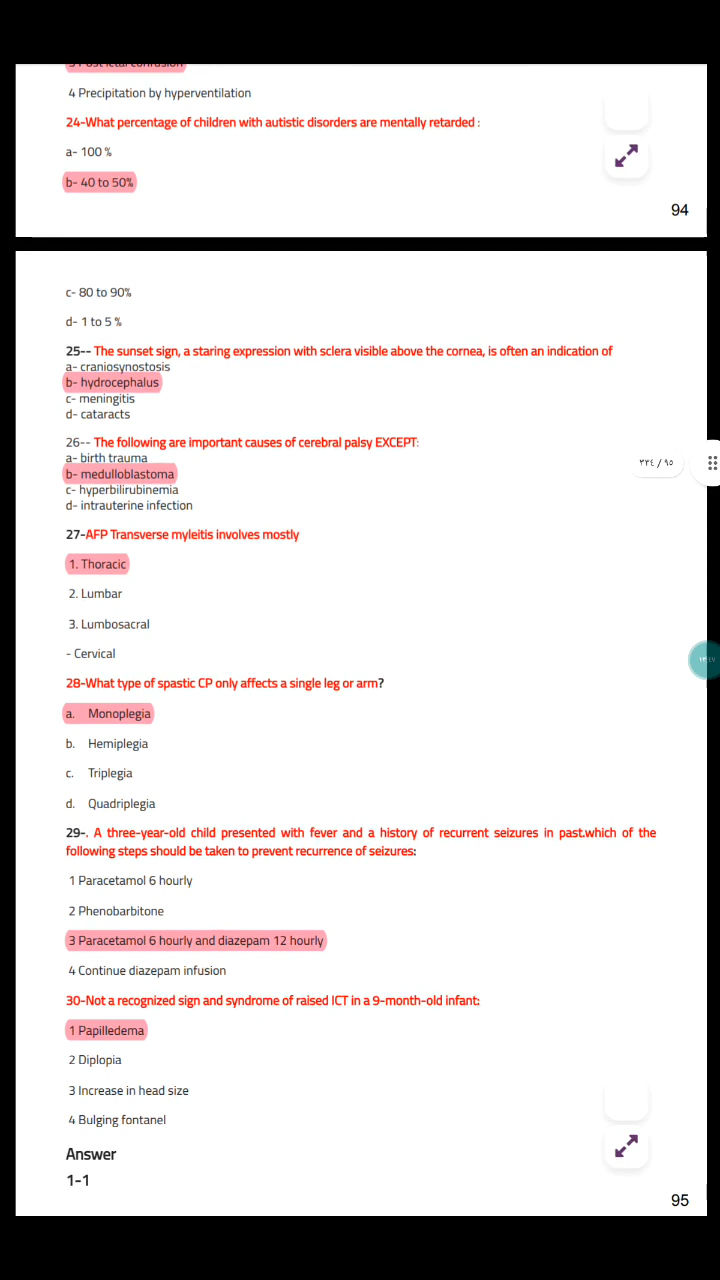 4 Precipitation by hyperventilation
24-What percentage of children with autistic disorders are mentally retarded :
a- 100 %
b- 40 to 50%
94
c- 80 to 90%
d- 1 to 5 %
25-- The sunset sign, a staring expression with sclera visible above the cornea, is often an indication of
a- craniosynostosis
b- hydrocephalus
c- meningitis
d- cataracts
26-- The following are important causes of cerebral palsy EXCEPT:
a- birth trauma
b- medulloblastoma
٢٣٤ / ٩٥
c- hyperbilirubinemia
d- intrauterine infection
27-AFP Transverse myleitis involves mostly
1. Thoracic
2. Lumbar
3. Lumbosacral
- Cervical
28-What type of spastic CP only affects a single leg or arm?
a. Monoplegia
b. Hemiplegia
c. Triplegia
d. Quadriplegia
29-. A three-year-old child presented with fever and a history of recurrent seizures in past.which of the
following steps should be taken to prevent recurrence of seizures:
1 Paracetamol 6 hourly
2 Phenobarbitone
3 Paracetamol 6 hourly and diazepam 12 hourly
4 Continue diazepam infusion
30-Not a recognized sign and syndrome of raised ICT in a 9-month-old infant:
1 Papilledema
2 Diplopia
3 Increase in head size
4 Bulging fontanel
Answer
1-1
95